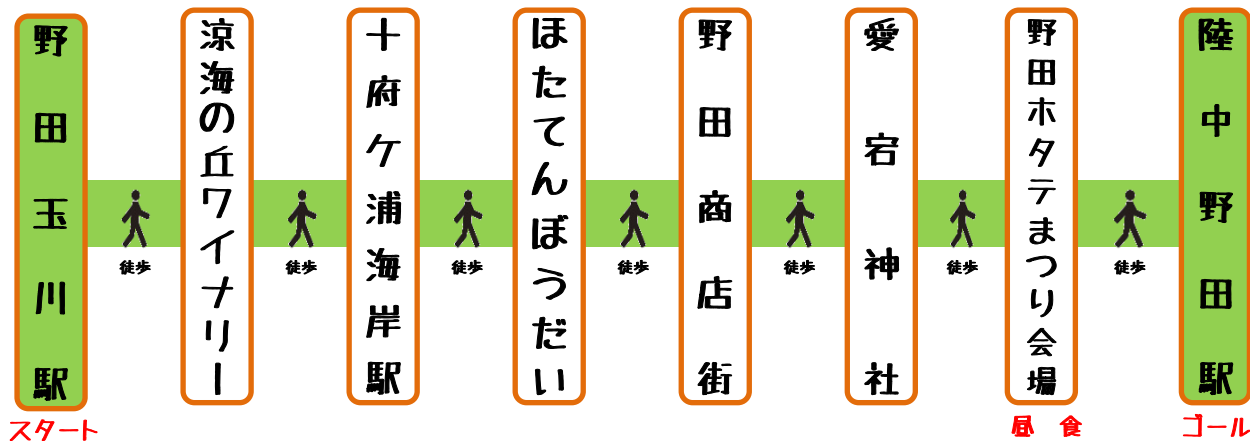 野田玉川駅
スタート
徒歩
涼海の丘ワイナリー
徒歩
十府ケ浦海岸駅
徒歩
ほたてんぼうだい
徒歩
野田商店街
徒歩
愛宕神社
徒歩
野田ホタテまつり会場
昼食
徒歩
陸中野田駅
ゴール